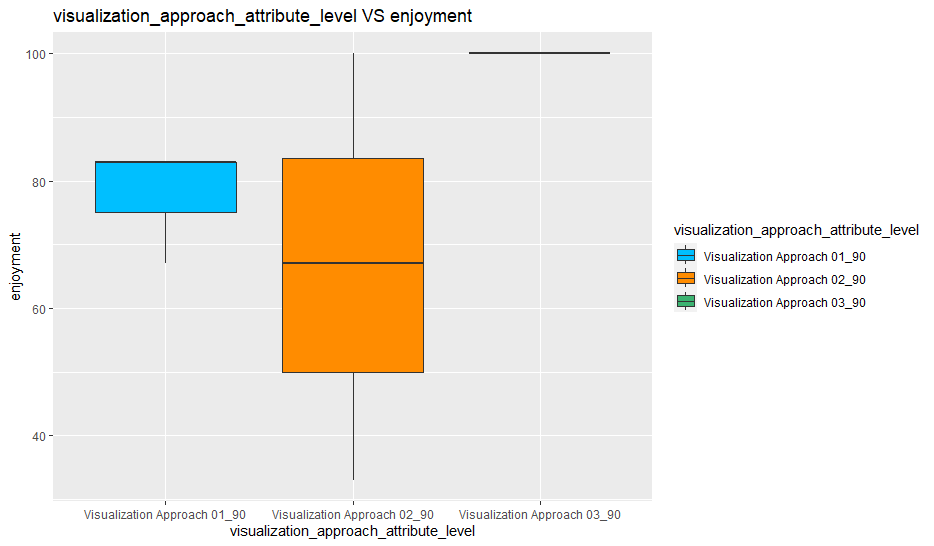 visualization_approach_attribute_level VS enjoyment
100
80
60
40
enjoyment
Visualization Approach 01_90
Visualization Approach 02_90
Visualization Approach 03_90
visualization_approach_attribute_level
visualization_approach_attribute_level
Visualization Approach 01_90
Visualization Approach 02_90
Visualization Approach 03_90